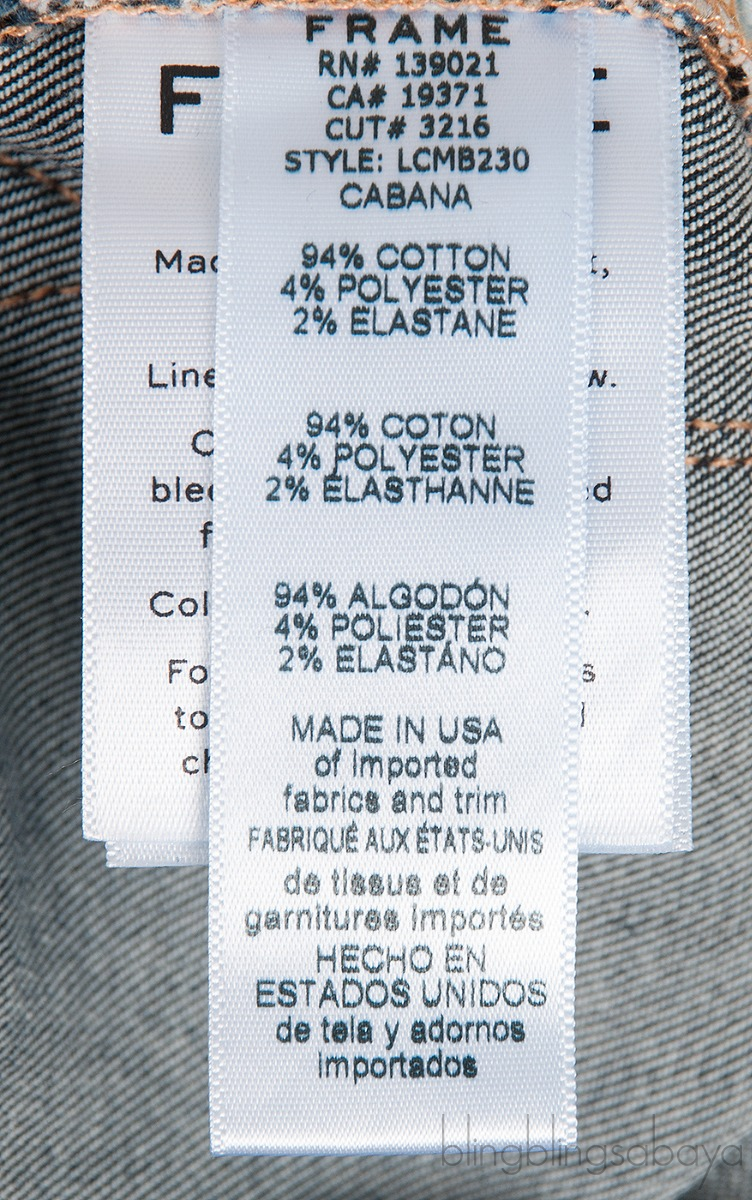 FRAME
RN# 139021
CA# 19371
CUT# 3216
STYLE: LCMB230
CABANA
94% COTTON
4% POLYESTER
2% ELASTANE
94% COTON
4% POLYESTER
2% ÉLASTHANNE
94% ALGODÓN
4% POLIÉSTER
2% ELASTANO
MADE IN USA
of imported
fabrics and trim
FABRIQUÉ AUX ÉTATS-UNIS
de tissus et de
garnitures importés
HECHO EN
ESTADOS UNIDOS
de tela y adornos
importados
blingblingsabaya